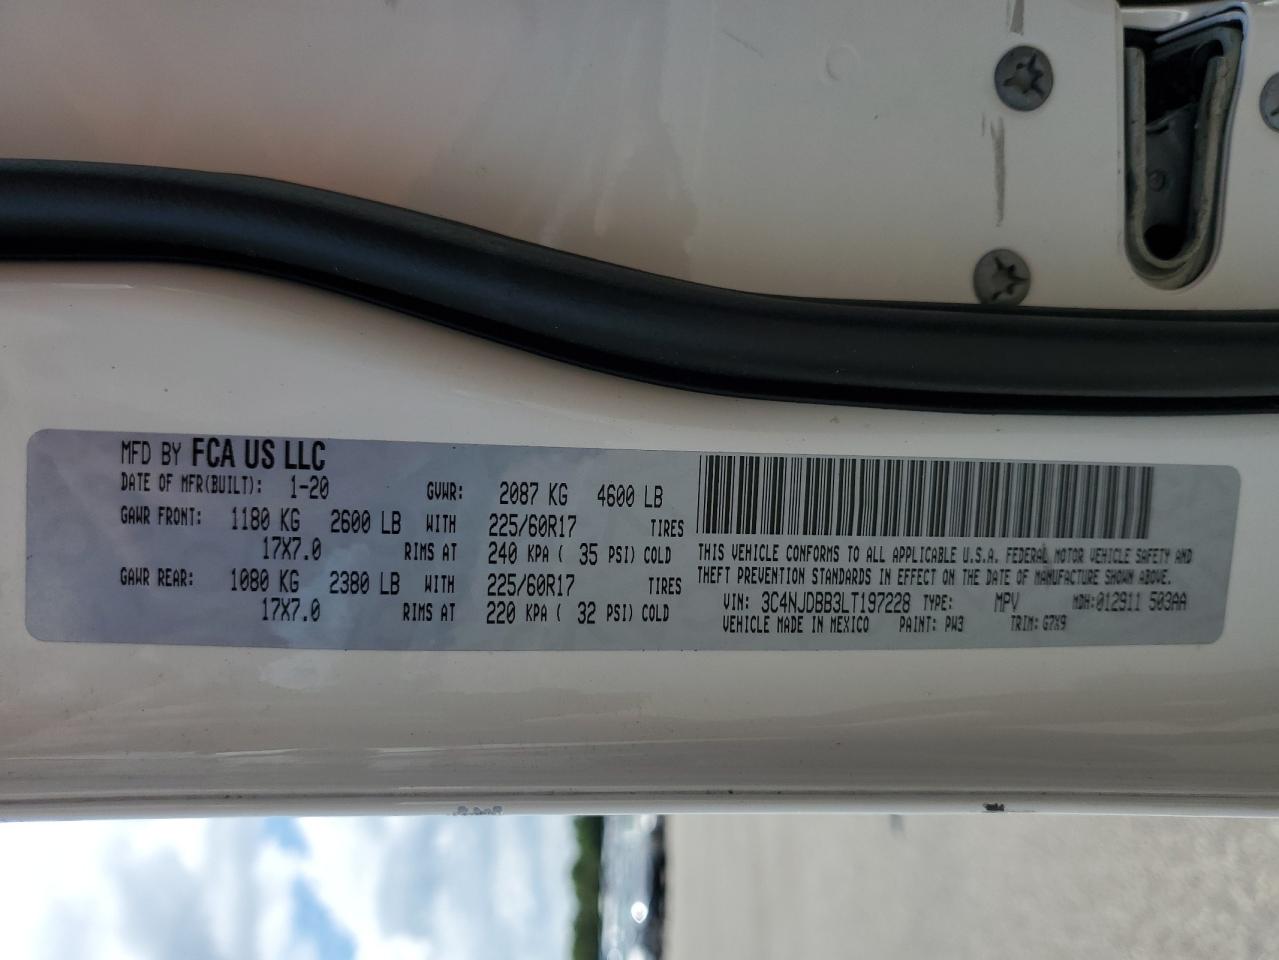 MFD BY FCA US LLC
DATE OF MFR(BUILT): 1-20 GVWR: 2087 KG 4600 LB
GAWR FRONT: 1180 KG 2600 LB WITH 225/60R17 TIRES
17X7.0 RIMS AT 240 KPA ( 35 PSI) COLD
GAWR REAR: 1080 KG 2380 LB WITH 225/60R17 TIRES
17X7.0 RIMS AT 220 KPA ( 32 PSI) COLD
THIS VEHICLE CONFORMS TO ALL APPLICABLE U.S.A. FEDERAL MOTOR VEHICLE SAFETY AND
THEFT PREVENTION STANDARDS IN EFFECT ON THE DATE OF MANUFACTURE SHOWN ABOVE.
VIN: 3C4NJDBB3LT197228 TYPE: MPV MDH:012911 503AA
VEHICLE MADE IN MEXICO PAINT: PW3 TRIM: G7X9